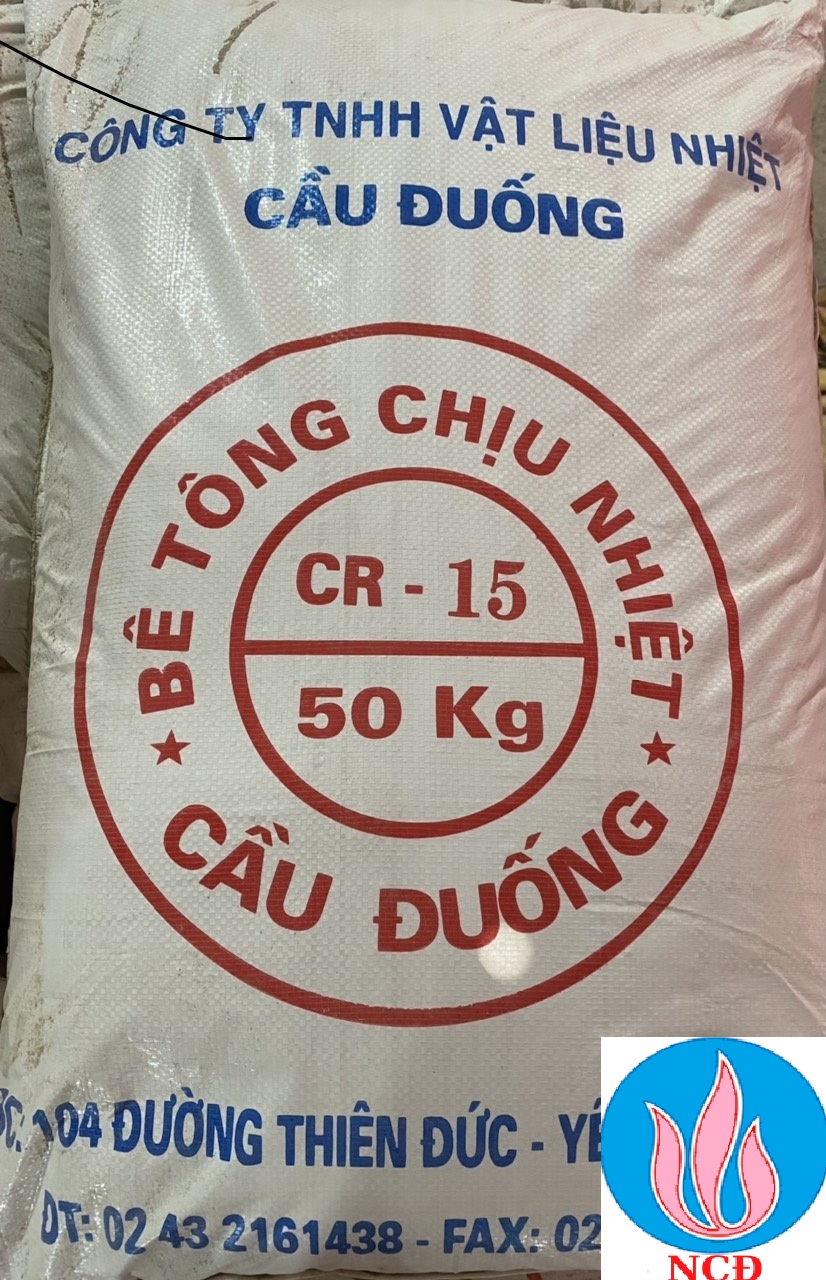 CÔNG TY TNHH VẬT LIỆU NHIỆT
CẦU ĐUỐNG
BÊ TÔNG CHỊU NHIỆT
CR - 15
50 Kg
CẦU ĐUỐNG
ĐƯỜNG THIÊN ĐỨC -
ĐT: 02 43 2161438 - FAX: 02
NCĐ